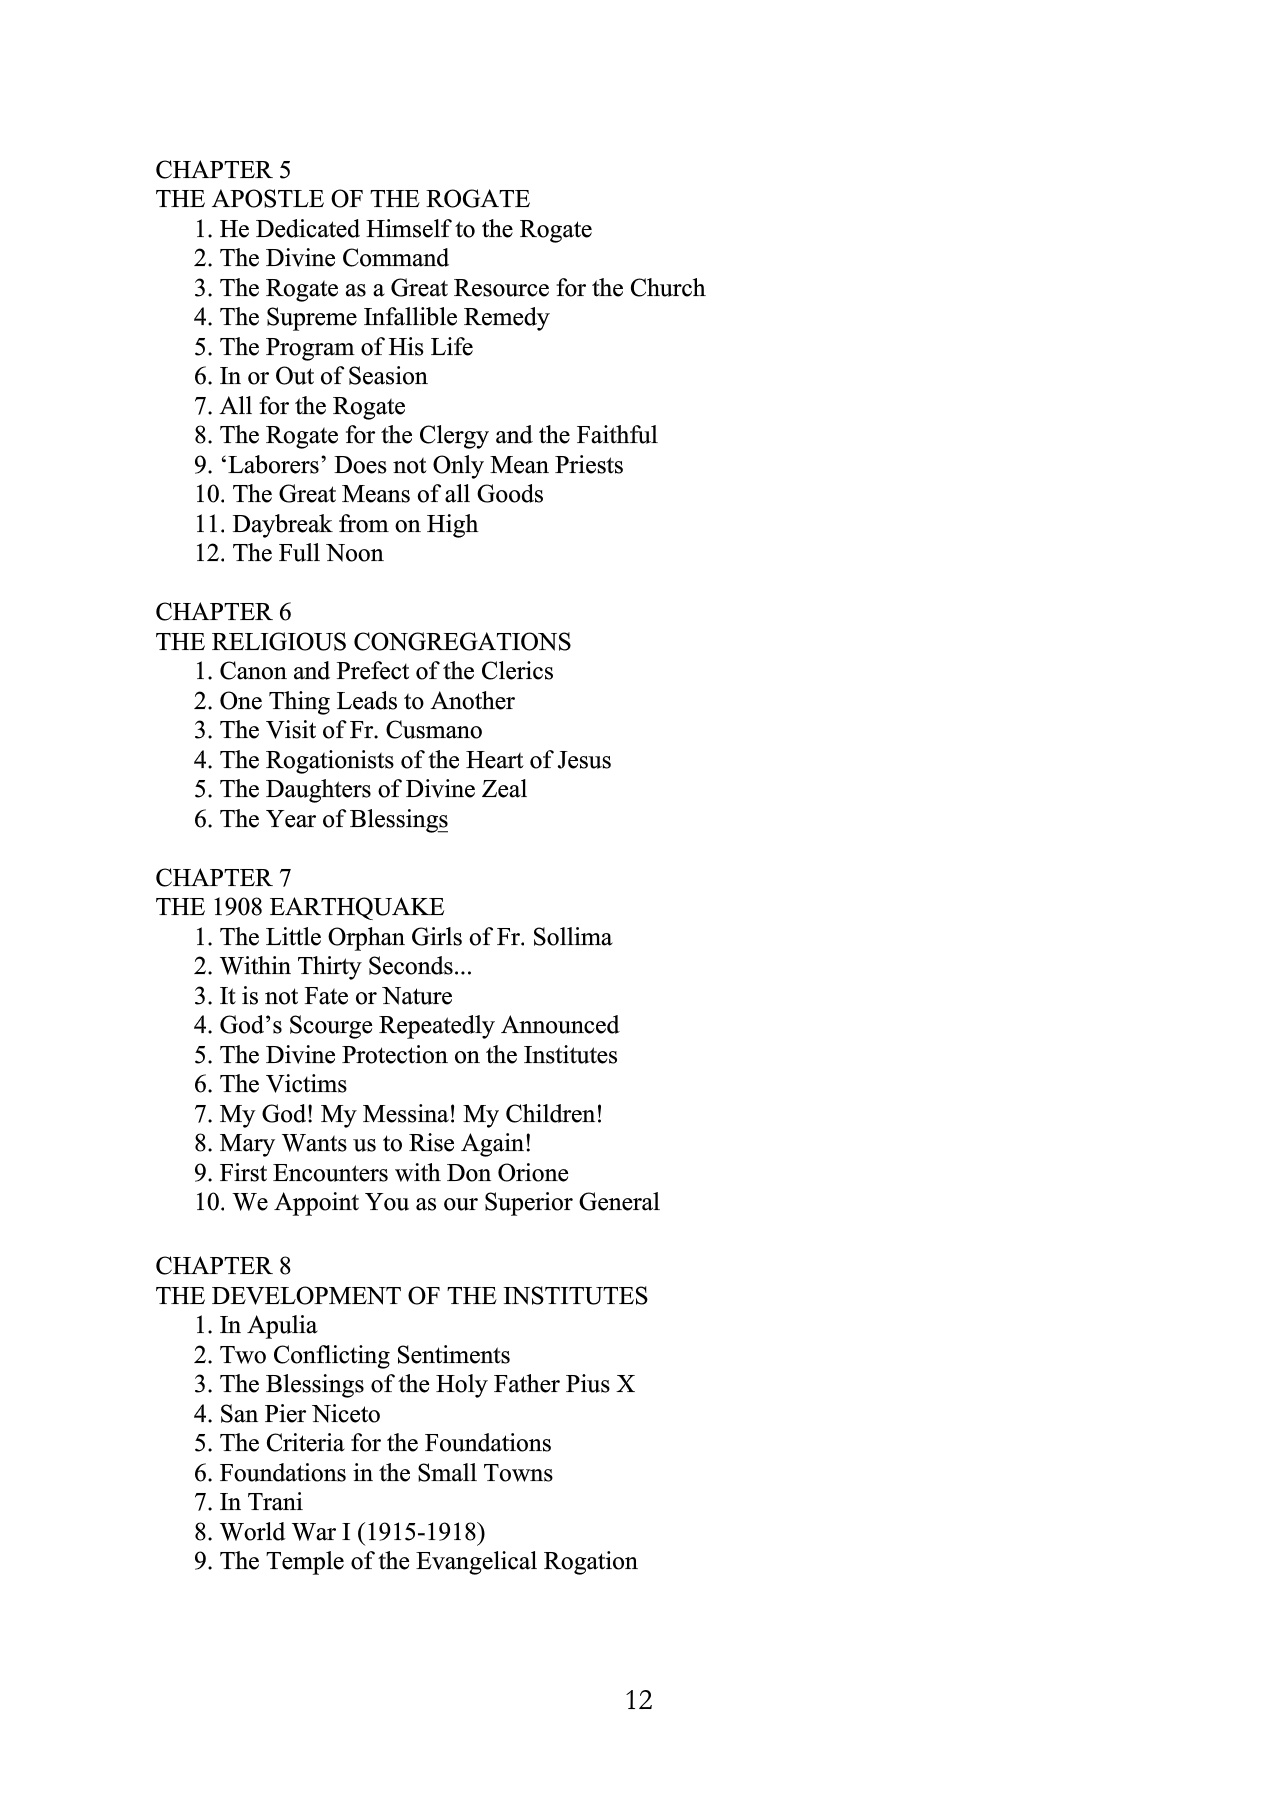 CHAPTER 5
THE APOSTLE OF THE ROGATE
1. He Dedicated Himself to the Rogate
2. The Divine Command
3. The Rogate as a Great Resource for the Church
4. The Supreme Infallible Remedy
5. The Program of His Life
6. In or Out of Seasion
7. All for the Rogate
8. The Rogate for the Clergy and the Faithful
9. ‘Laborers’ Does not Only Mean Priests
10. The Great Means of all Goods
11. Daybreak from on High
12. The Full Noon
CHAPTER 6
THE RELIGIOUS CONGREGATIONS
1. Canon and Prefect of the Clerics
2. One Thing Leads to Another
3. The Visit of Fr. Cusmano
4. The Rogationists of the Heart of Jesus
5. The Daughters of Divine Zeal
6. The Year of Blessings
CHAPTER 7
THE 1908 EARTHQUAKE
1. The Little Orphan Girls of Fr. Sollima
2. Within Thirty Seconds...
3. It is not Fate or Nature
4. God’s Scourge Repeatedly Announced
5. The Divine Protection on the Institutes
6. The Victims
7. My God! My Messina! My Children!
8. Mary Wants us to Rise Again!
9. First Encounters with Don Orione
10. We Appoint You as our Superior General
CHAPTER 8
THE DEVELOPMENT OF THE INSTITUTES
1. In Apulia
2. Two Conflicting Sentiments
3. The Blessings of the Holy Father Pius X
4. San Pier Niceto
5. The Criteria for the Foundations
6. Foundations in the Small Towns
7. In Trani
8. World War I (1915-1918)
9. The Temple of the Evangelical Rogation
12